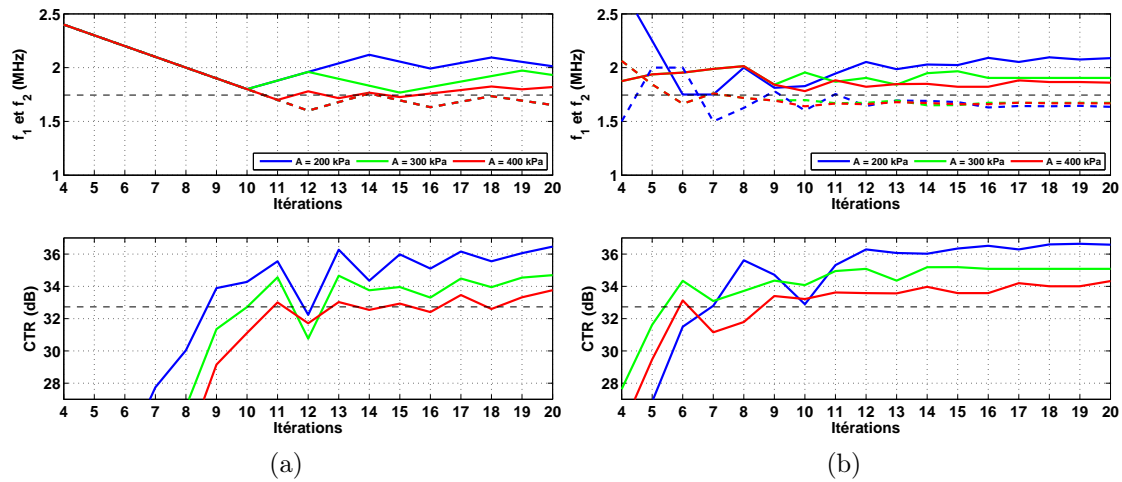 2.5
2
1.5
1
f₁ et f₂ (MHz)
A = 200 kPa A = 300 kPa A = 400 kPa
4 5 6 7 8 9 10 11 12 13 14 15 16 17 18 19 20
Itérations
36
34
32
30
28
CTR (dB)
4 5 6 7 8 9 10 11 12 13 14 15 16 17 18 19 20
Itérations
(a)
2.5
2
1.5
1
f₁ et f₂ (MHz)
A = 200 kPa A = 300 kPa A = 400 kPa
4 5 6 7 8 9 10 11 12 13 14 15 16 17 18 19 20
Itérations
36
34
32
30
28
CTR (dB)
4 5 6 7 8 9 10 11 12 13 14 15 16 17 18 19 20
Itérations
(b)